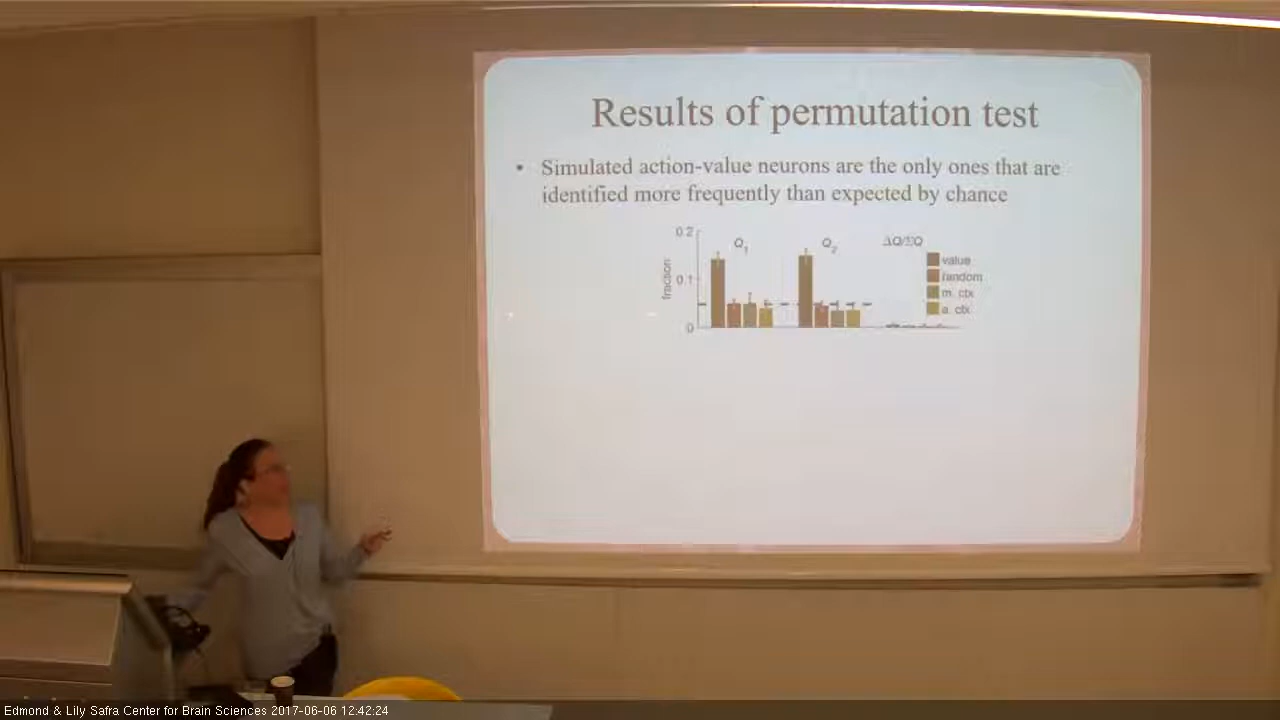 Results of permutation test
• Simulated action-value neurons are the only ones that are
identified more frequently than expected by chance
0.2
Q1
Q2
ΔQ/ΣQ
value
fraction
0.1
random
m. ctx
a. ctx
0
Edmond & Lily Safra Center for Brain Sciences 2017-06-06 12:42:24